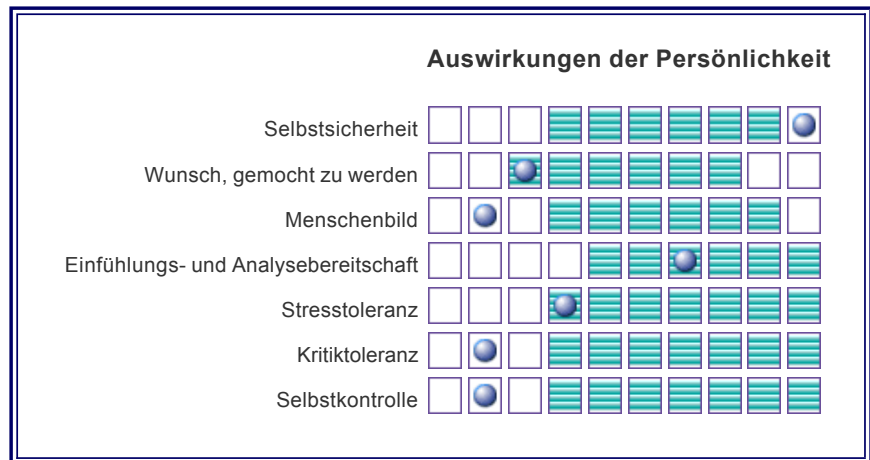 Auswirkungen der Persönlichkeit
Selbstsicherheit
Wunsch, gemocht zu werden
Menschenbild
Einfühlungs- und Analysebereitschaft
Stresstoleranz
Kritiktoleranz
Selbstkontrolle